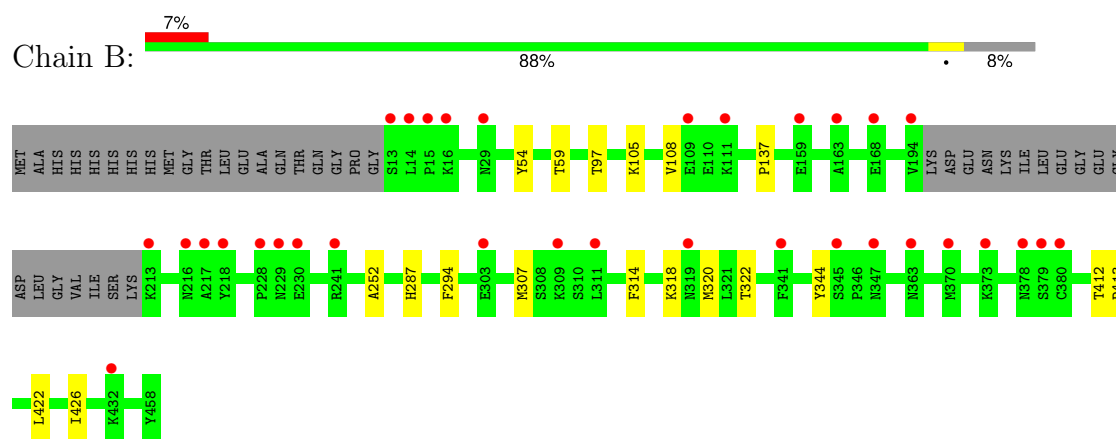 7%
Chain B:
88%
•
8%
MET ALA HIS HIS HIS HIS HIS HIS MET GLY THR LEU GLU ALA GLN THR GLN GLY PRO GLY S13 L14 P15 K16 N29 Y54 T59 T97 K105 V108 E109 E110 K111 P137 E159 A163 E168 V194 LYS ASP GLU ASN LYS ILE LEU GLU GLY GLU
ASP LEU GLY VAL ILE SER LYS K213 N216 A217 Y218 P228 N229 E230 R241 A252 H287 F294 E303 M307 S308 K309 S310 L311 F314 K318 N319 M320 L321 T322 F341 Y344 S345 P346 N347 N363 M370 K373 N378 S379 C380 T412
L422 I426 K432 Y458